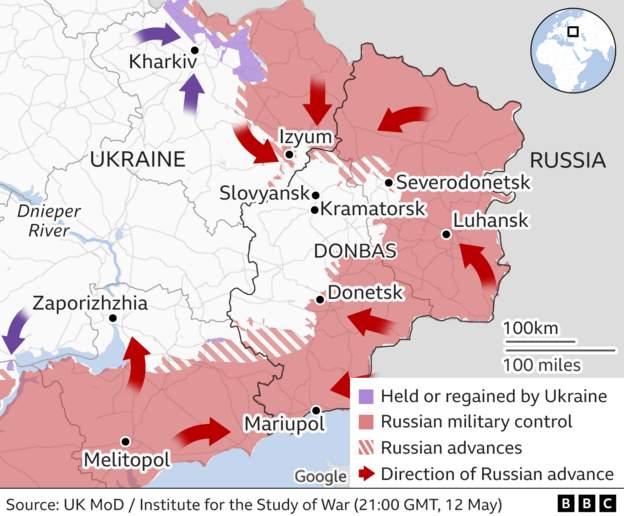 Kharkiv
Izyum
UKRAINE
RUSSIA
Severodonetsk
Slovyansk
Kramatorsk
Dnieper
River
Luhansk
DONBAS
Donetsk
Zaporizhzhia
100km
100 miles
Mariupol
Melitopol
Held or regained by Ukraine
Russian military control
Russian advances
Direction of Russian advance
Google
Source: UK MoD / Institute for the Study of War (21:00 GMT, 12 May)
BBC